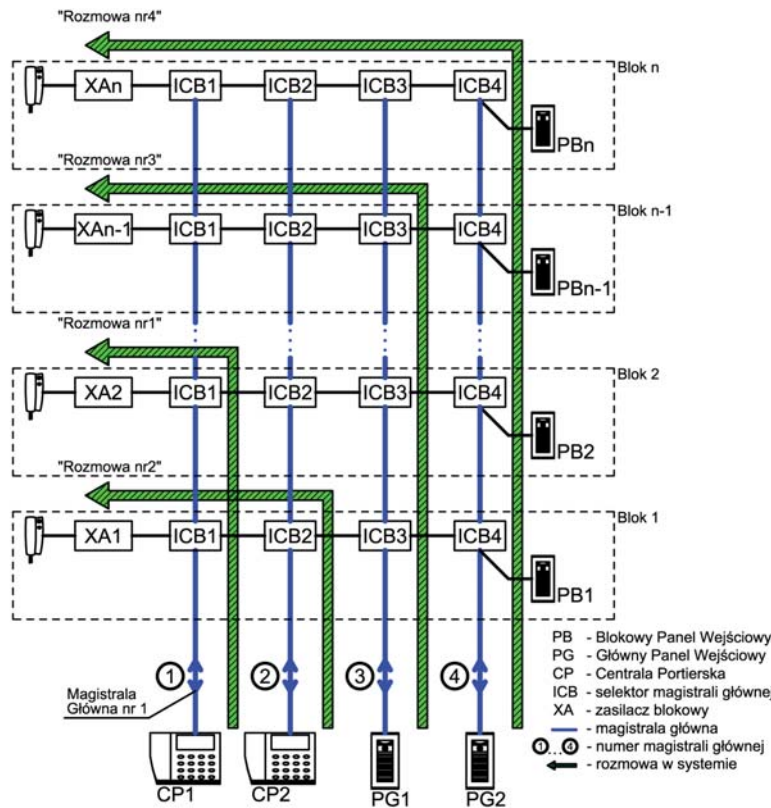 "Rozmowa nr4"
Blok n
XAn ICB1 ICB2 ICB3 ICB4
PBn
"Rozmowa nr3"
Blok n-1
XAn-1 ICB1 ICB2 ICB3 ICB4
PBn-1
"Rozmowa nr1"
Blok 2
XA2 ICB1 ICB2 ICB3 ICB4
PB2
"Rozmowa nr2"
Blok 1
XA1 ICB1 ICB2 ICB3 ICB4
PB1
1 2 3 4
Magistrala
Główna nr 1
CP1 CP2 PG1 PG2
PB - Blokowy Panel Wejściowy
PG - Główny Panel Wejściowy
CP - Centrala Portierska
ICB - selektor magistrali głównej
XA - zasilacz blokowy
- magistrala główna
1...4 - numer magistrali głównej
- rozmowa w systemie